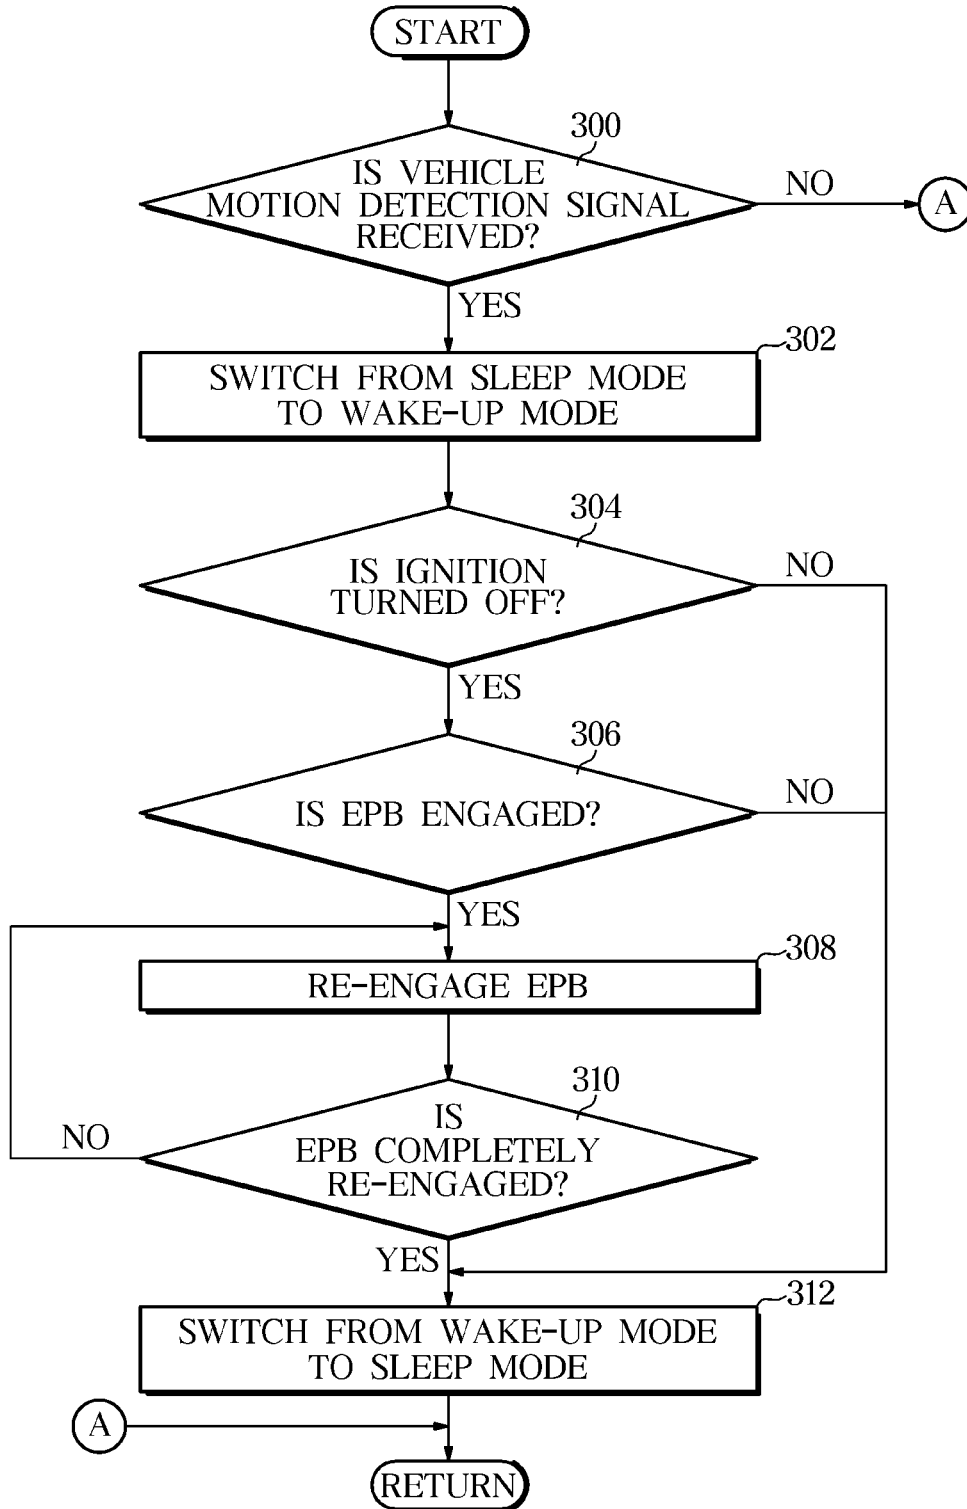 START
300
IS VEHICLE
MOTION DETECTION SIGNAL
RECEIVED?
NO
A
YES
302
SWITCH FROM SLEEP MODE
TO WAKE-UP MODE
304
IS IGNITION
TURNED OFF?
NO
YES
306
IS EPB ENGAGED?
NO
YES
308
RE-ENGAGE EPB
310
IS
EPB COMPLETELY
RE-ENGAGED?
NO
YES
312
SWITCH FROM WAKE-UP MODE
TO SLEEP MODE
A
RETURN